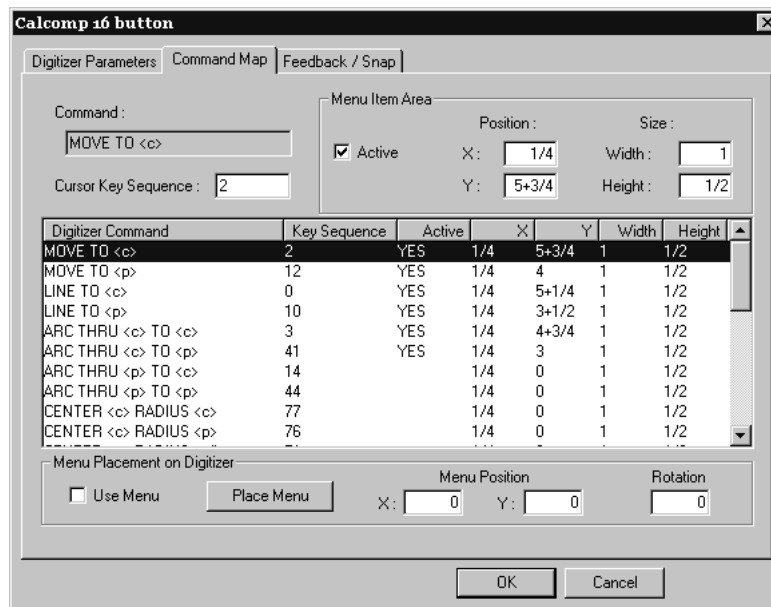 Calcomp 16 button
Digitizer Parameters Command Map Feedback / Snap
Command :
MOVE TO <c>
Cursor Key Sequence : 2
Menu Item Area
Position : Size :
Active X : 1/4 Width : 1
Y : 5+3/4 Height : 1/2
Digitizer Command Key Sequence Active X Y Width Height
MOVE TO <c> 2 YES 1/4 5+3/4 1 1/2
MOVE TO <p> 12 YES 1/4 4 1 1/2
LINE TO <c> 0 YES 1/4 5+1/4 1 1/2
LINE TO <p> 10 YES 1/4 3+1/2 1 1/2
ARC THRU <c> TO <c> 3 YES 1/4 4+3/4 1 1/2
ARC THRU <c> TO <p> 41 YES 1/4 3 1 1/2
ARC THRU <p> TO <c> 14 1/4 0 1 1/2
ARC THRU <p> TO <p> 44 1/4 0 1 1/2
CENTER <c> RADIUS <c> 77 1/4 0 1 1/2
CENTER <c> RADIUS <p> 76 1/4 0 1 1/2
Menu Placement on Digitizer
Menu Position Rotation
Use Menu Place Menu X : 0 Y : 0 0
OK Cancel